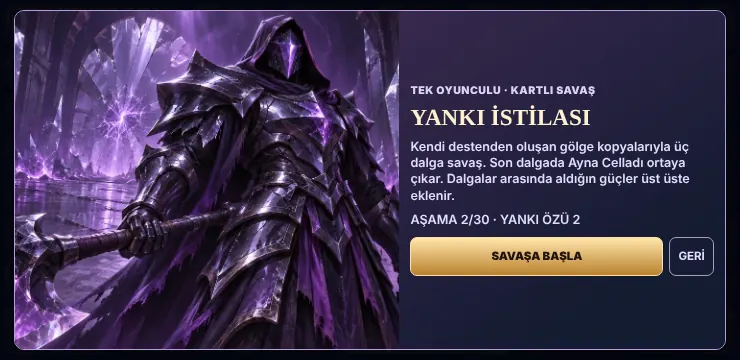 TEK OYUNCULU · KARTLI SAVAŞ
YANKI İSTİLASI
Kendi destenden oluşan gölge kopyalarıyla üç
dalga savaş. Son dalgada Ayna Celladı ortaya
çıkar. Dalgalar arasında aldığın güçler üst üste
eklenir.
AŞAMA 2/30 · YANKI ÖZÜ 2
SAVAŞA BAŞLA
GERİ